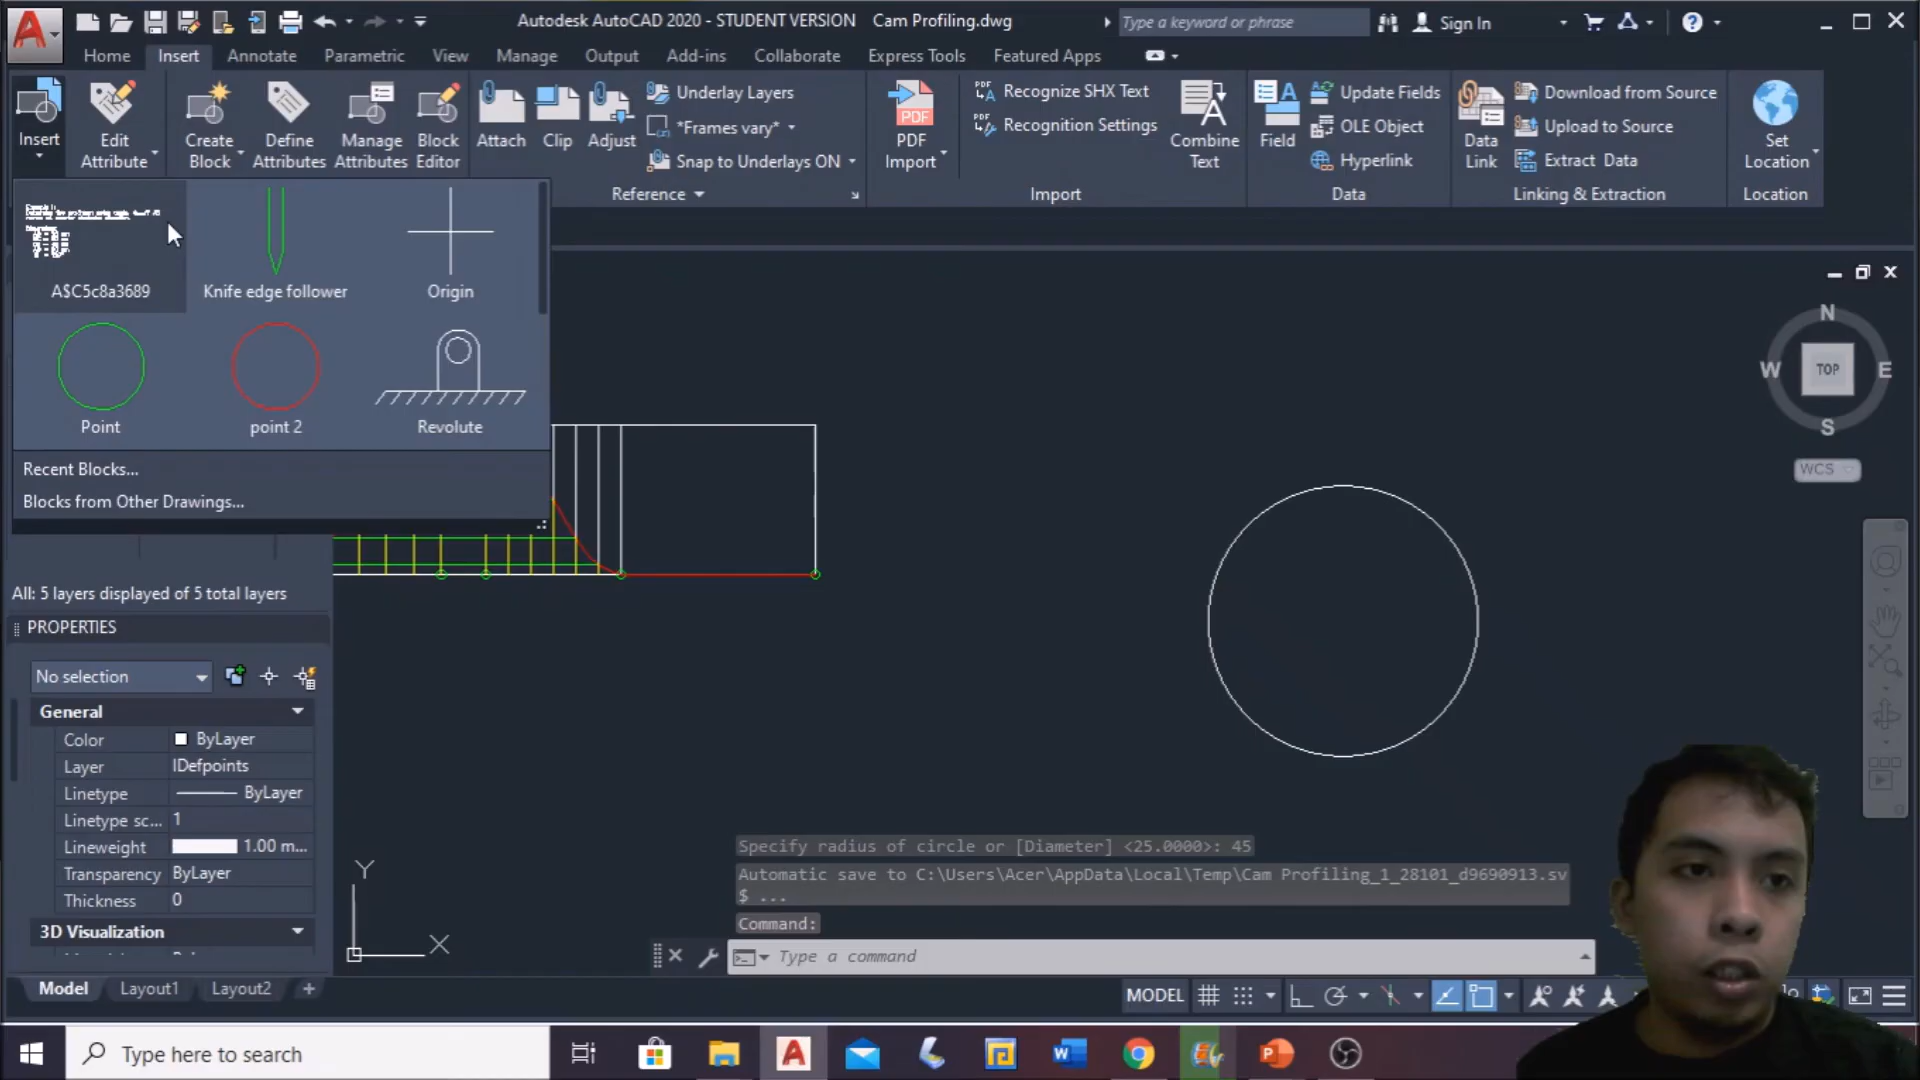 Autodesk AutoCAD 2020 - STUDENT VERSION    Cam Profiling.dwg
Type a keyword or phrase
Sign In
Home Insert Annotate Parametric View Manage Output Add-ins Collaborate Express Tools Featured Apps
Insert
Edit Attribute
Create Block
Define Attributes
Manage Attributes
Block Editor
Attach
Clip
Adjust
Underlay Layers
*Frames vary*
Snap to Underlays ON
PDF Import
PDF
Recognize SHX Text
PDF
Recognition Settings
Combine Text
Field
Update Fields
OLE Object
Hyperlink
Data Link
Download from Source
Upload to Source
Extract Data
Set Location
Reference
Import
Data
Linking & Extraction
Location
A$C5c8a3689
Knife edge follower
Origin
Point
point 2
Revolute
Recent Blocks...
Blocks from Other Drawings...
N
W TOP E
S
WCS
All: 5 layers displayed of 5 total layers
PROPERTIES
No selection
General
Color ByLayer
Layer IDefpoints
Linetype ByLayer
Linetype sc... 1
Lineweight 1.00 m...
Transparency ByLayer
Thickness 0
3D Visualization
Y
X
Specify radius of circle or [Diameter] <25.0000>: 45
Automatic save to C:\Users\Acer\AppData\Local\Temp\Cam Profiling_1_28101_d9690913.sv
$ ...
Command:
Type a command
Model Layout1 Layout2 +
MODEL
Type here to search